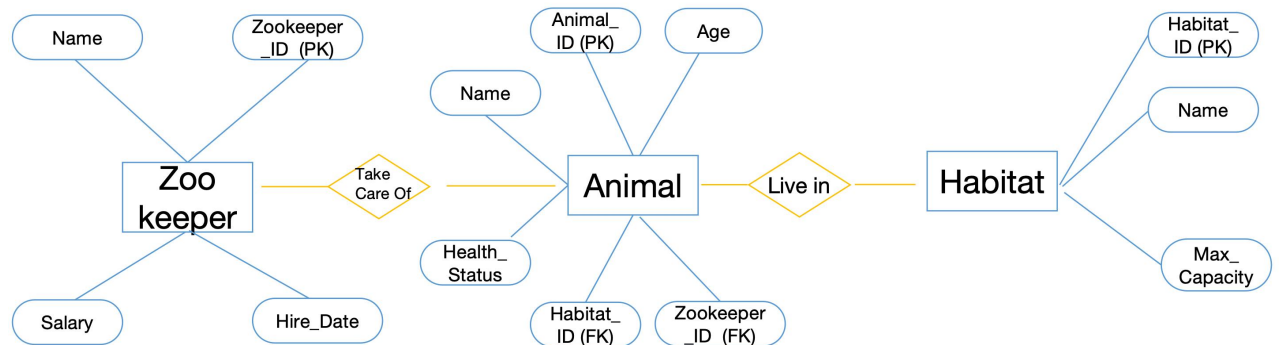 Name
Zookeeper
_ID (PK)
Zoo
keeper
Salary
Hire_Date
Take
Care Of
Animal_
ID (PK)
Age
Name
Animal
Health_
Status
Habitat_
ID (FK)
Zookeeper
_ID (FK)
Live in
Habitat
Habitat_
ID (PK)
Name
Max_
Capacity